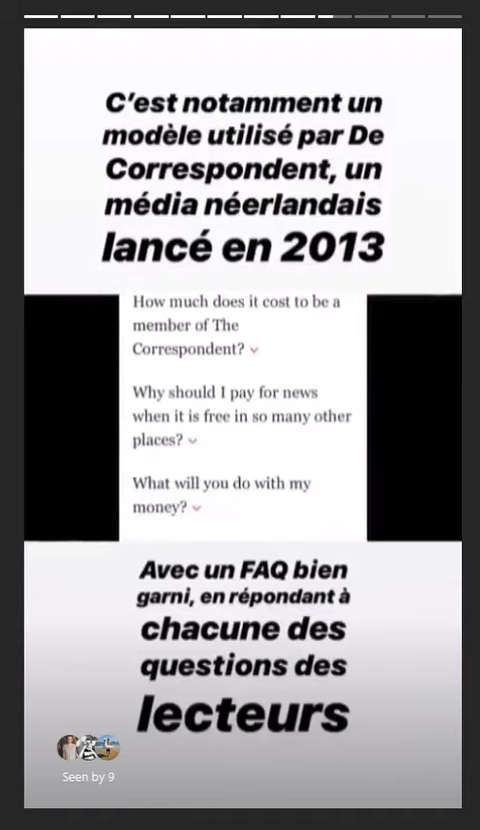 C'est notamment un
modèle utilisé par De
Correspondent, un
média néerlandais
lancé en 2013
How much does it cost to be a
member of The
Correspondent?
Why should I pay for news
when it is free in so many other
places?
What will you do with my
money?
Avec un FAQ bien
garni, en répondant à
chacune des
questions des
lecteurs
Seen by 9